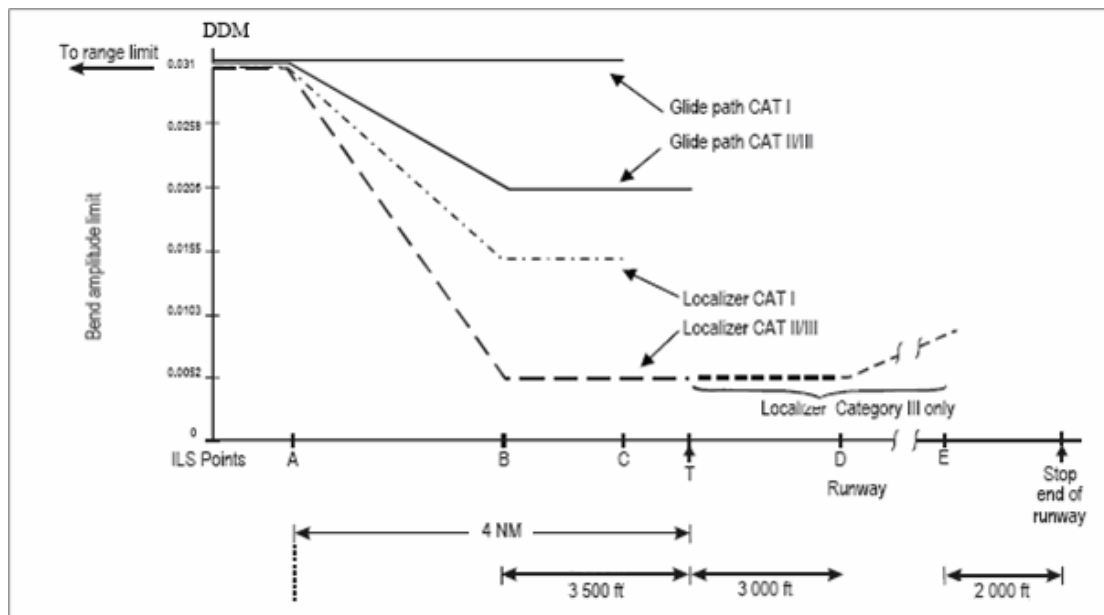 DDM
To range limit
0.031
Glide path CAT I
0.0258
Glide path CAT II/III
0.0206
Bend amplitude limit
0.0155
Localizer CAT I
0.0103
Localizer CAT II/III
0.0052
Localizer Category III only
0
ILS Points A B C T D E
Runway
Stop
end of
runway
4 NM
3 500 ft 3 000 ft 2 000 ft